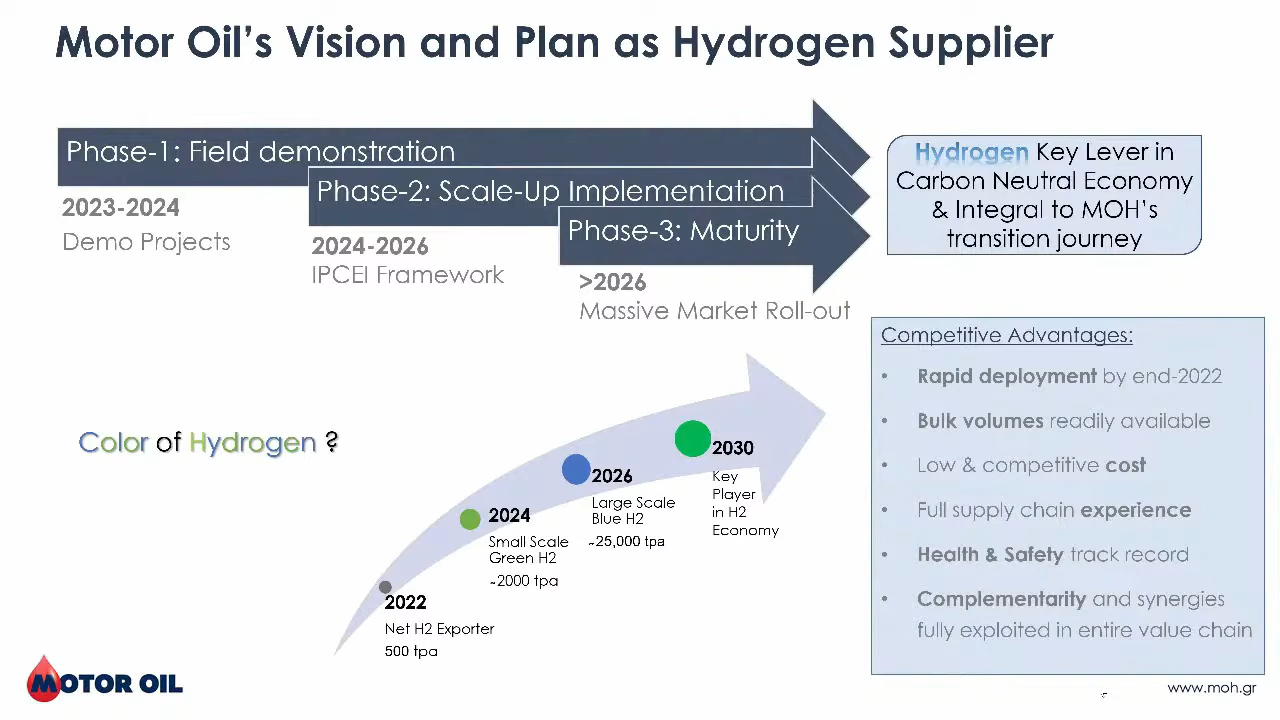 Motor Oil's Vision and Plan as Hydrogen Supplier
Phase-1: Field demonstration
2023-2024
Demo Projects
Phase-2: Scale-Up Implementation
2024-2026
IPCEI Framework
Phase-3: Maturity
>2026
Massive Market Roll-out
Hydrogen Key Lever in
Carbon Neutral Economy
& Integral to MOH's
transition journey
Color of Hydrogen ?
2022
Net H2 Exporter
500 tpa
2024
Small Scale
Green H2
~2000 tpa
2026
Large Scale
Blue H2
~25,000 tpa
2030
Key
Player
in H2
Economy
Competitive Advantages:
• Rapid deployment by end-2022
• Bulk volumes readily available
• Low & competitive cost
• Full supply chain experience
• Health & Safety track record
• Complementarity and synergies
fully exploited in entire value chain
MOTOR OIL
www.moh.gr